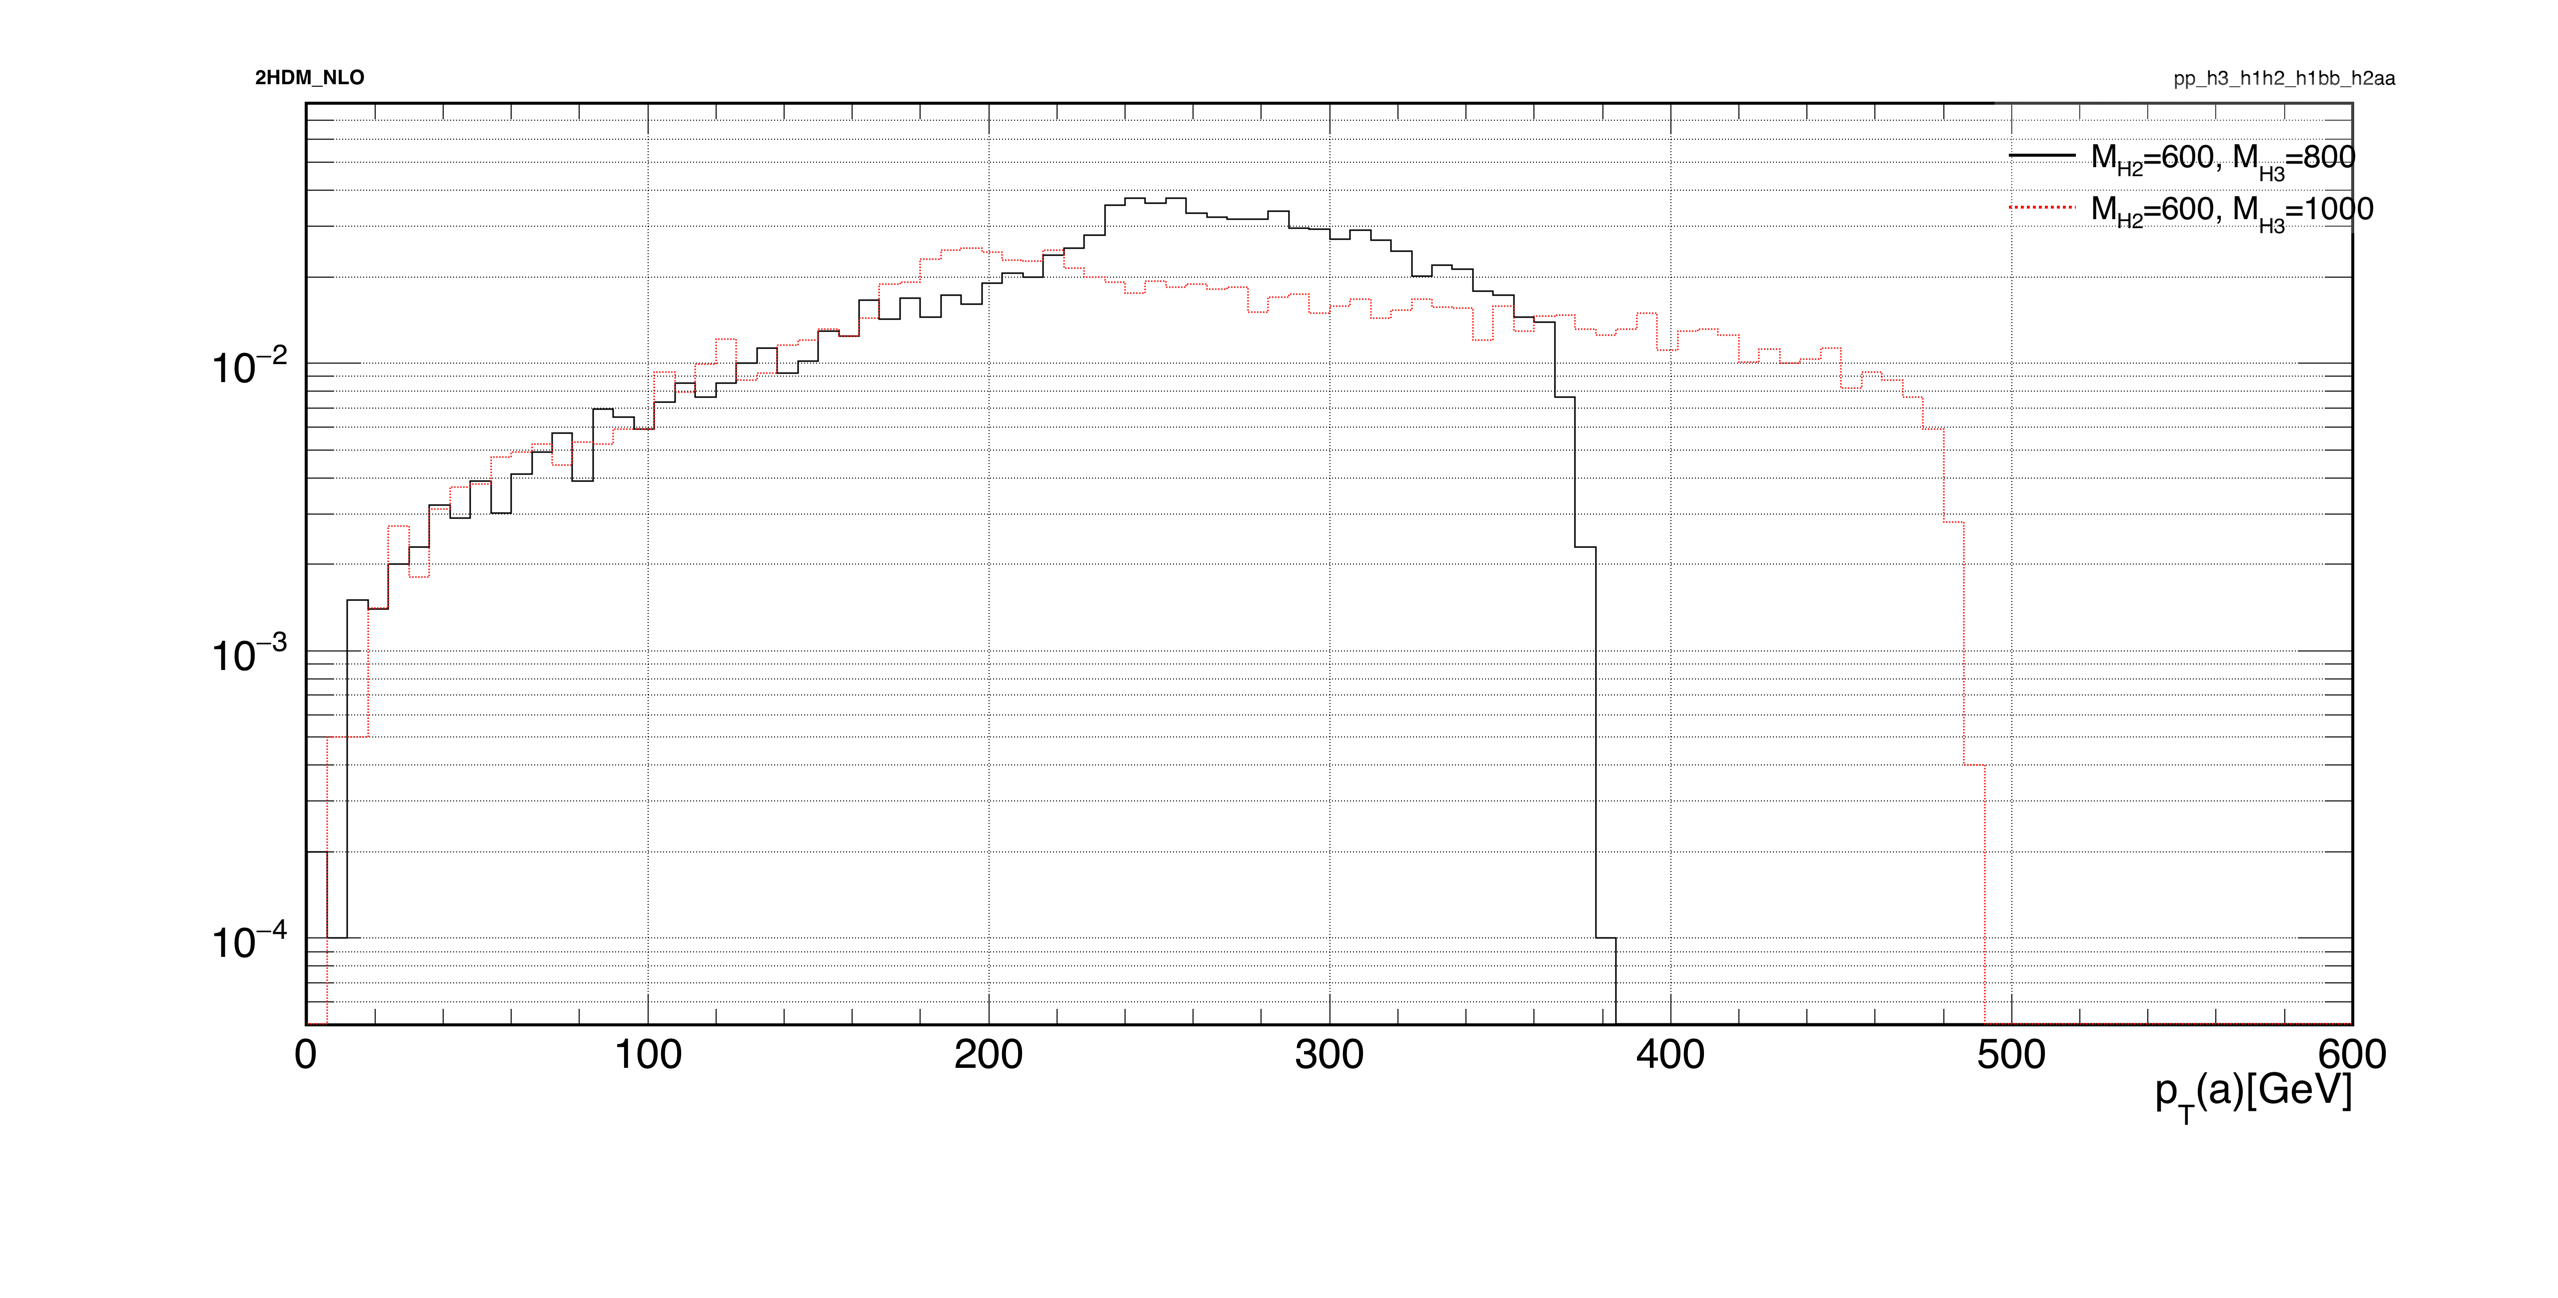 2HDM_NLO
pp_h3_h1h2_h1bb_h2aa
M_H2=600, M_H3=800
M_H2=600, M_H3=1000
10^−2
10^−3
10^−4
0 100 200 300 400 500 600
p_T(a)[GeV]